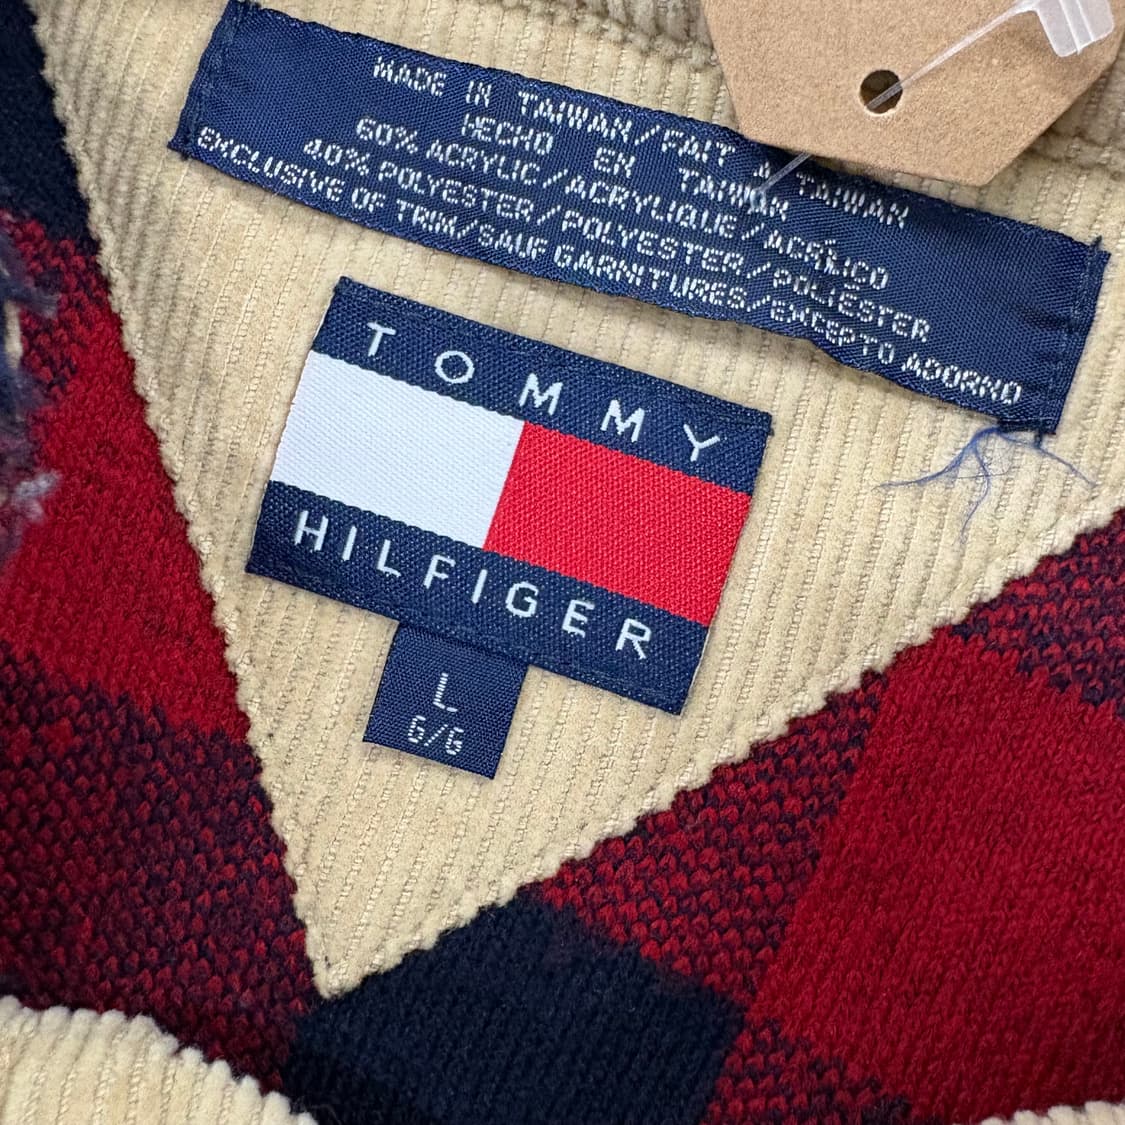 MADE IN TAIWAN/FAIT A TAIWAN
HECHO EN TAIWAN
60% ACRYLIC/ACRYLIQUE/ACRÍLICO
40% POLYESTER/POLYESTER/POLIESTER
EXCLUSIVE OF TRIM/SAUF GARNITURES/EXCEPTO ADORNO
TOMMY
HILFIGER
L
G/G